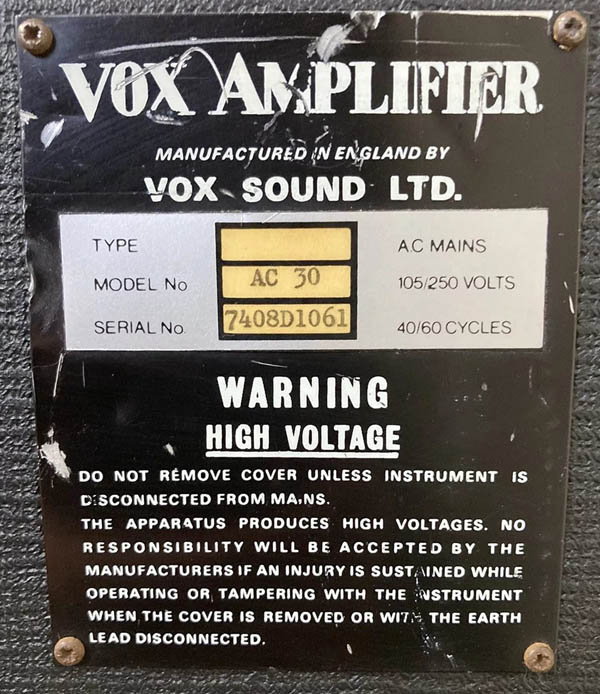 VOX AMPLIFIER
MANUFACTURED IN ENGLAND BY
VOX SOUND LTD.
TYPE A.C MAINS
MODEL No AC 30 105/250 VOLTS
SERIAL No. 7408D1061 40/60 CYCLES
WARNING
HIGH VOLTAGE
DO NOT REMOVE COVER UNLESS INSTRUMENT IS
DISCONNECTED FROM MAINS.
THE APPARATUS PRODUCES HIGH VOLTAGES. NO
RESPONSIBILITY WILL BE ACCEPTED BY THE
MANUFACTURERS IF AN INJURY IS SUSTAINED WHILE
OPERATING OR TAMPERING WITH THE INSTRUMENT
WHEN THE COVER IS REMOVED OR WITH THE EARTH
LEAD DISCONNECTED.